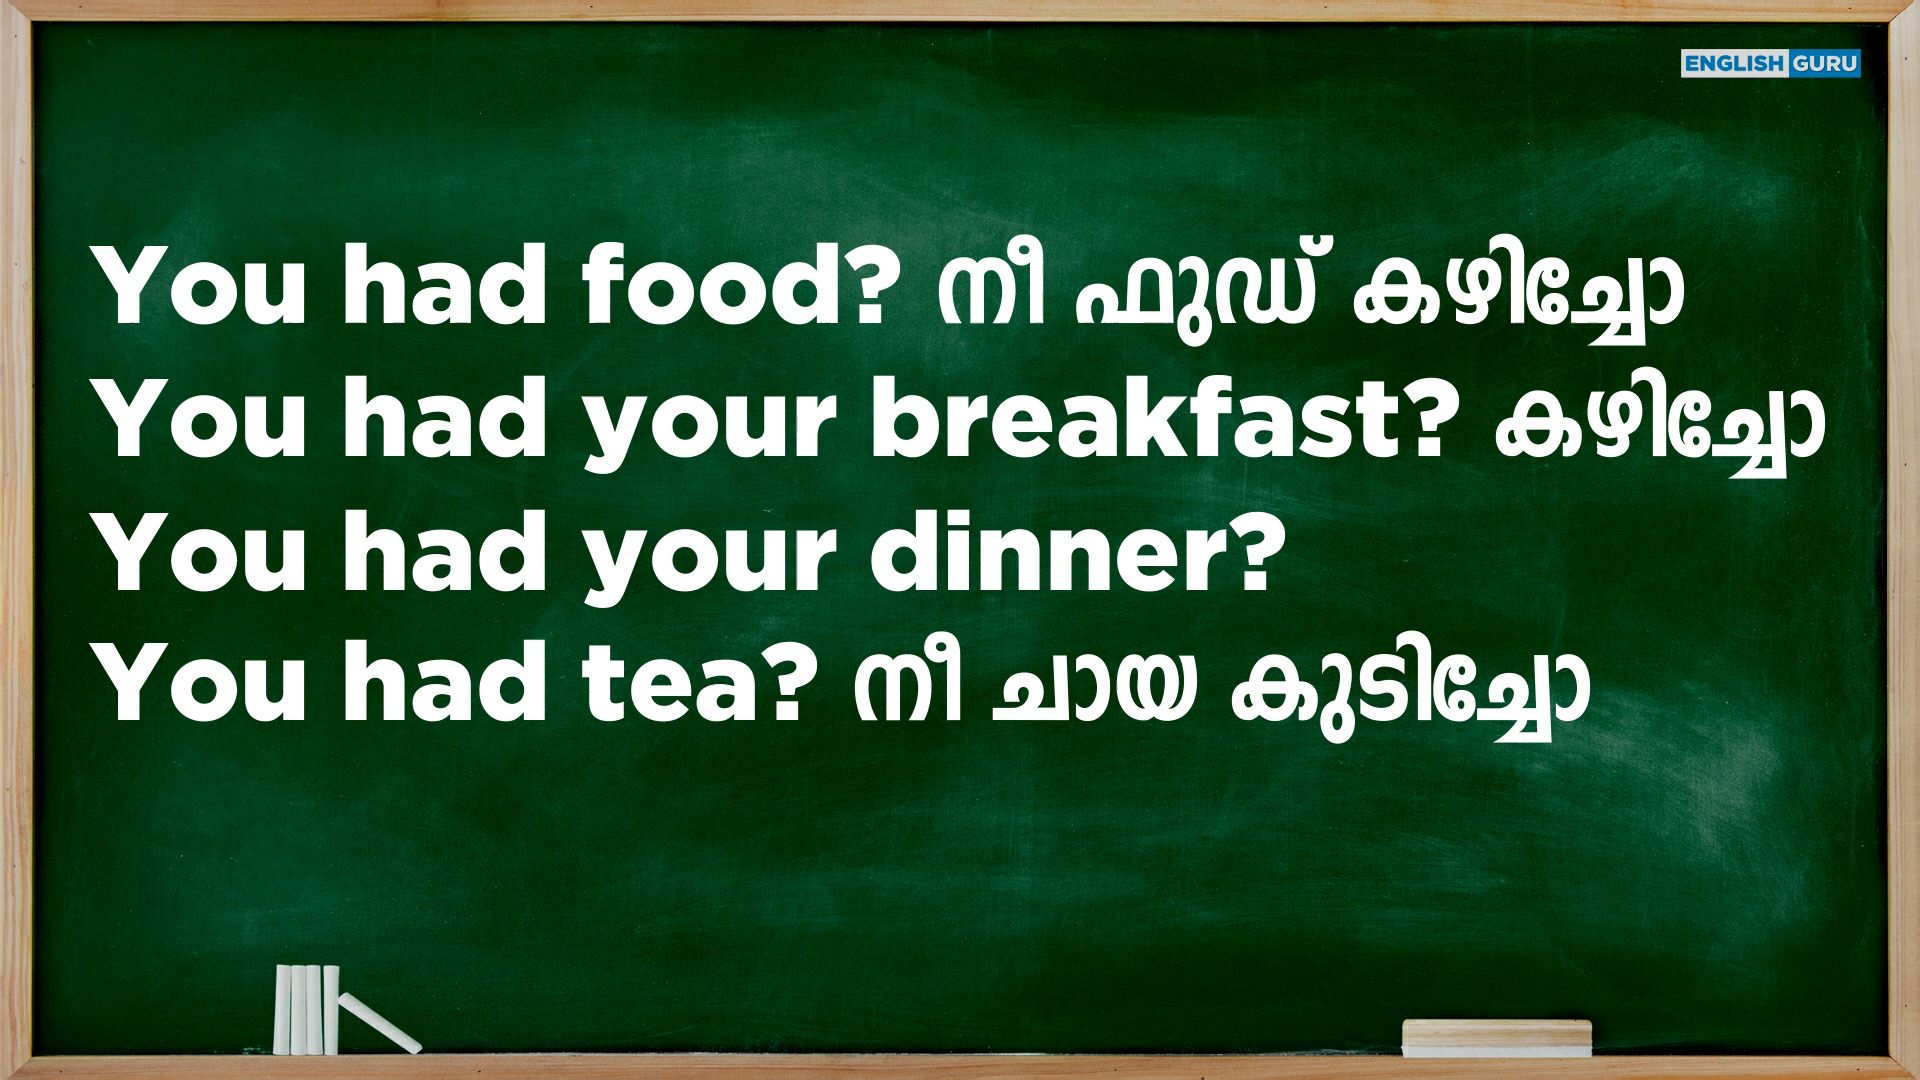 ENGLISH GURU
You had food? നീ ഫുഡ് കഴിച്ചോ
You had your breakfast? കഴിച്ചോ
You had your dinner?
You had tea? നീ ചായ കുടിച്ചോ